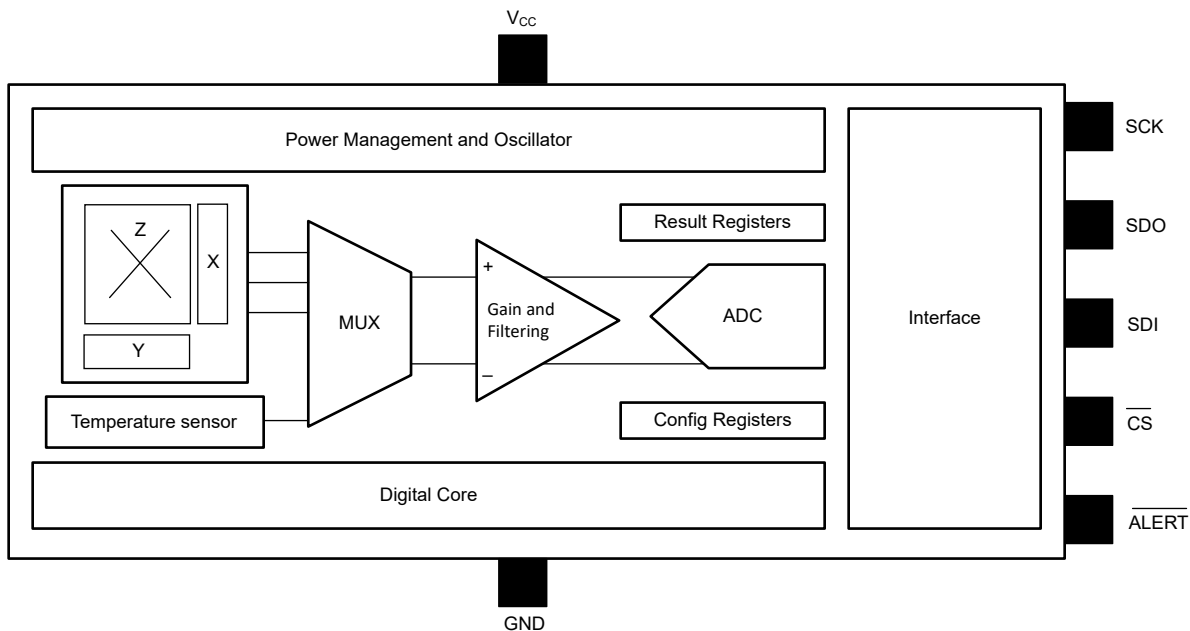 VCC
Power Management and Oscillator
SCK
Z
X
Y
Result Registers
SDO
+
Gain and
Filtering
–
MUX
ADC
Interface
SDI
Temperature sensor
Config Registers
CS
Digital Core
ALERT
GND